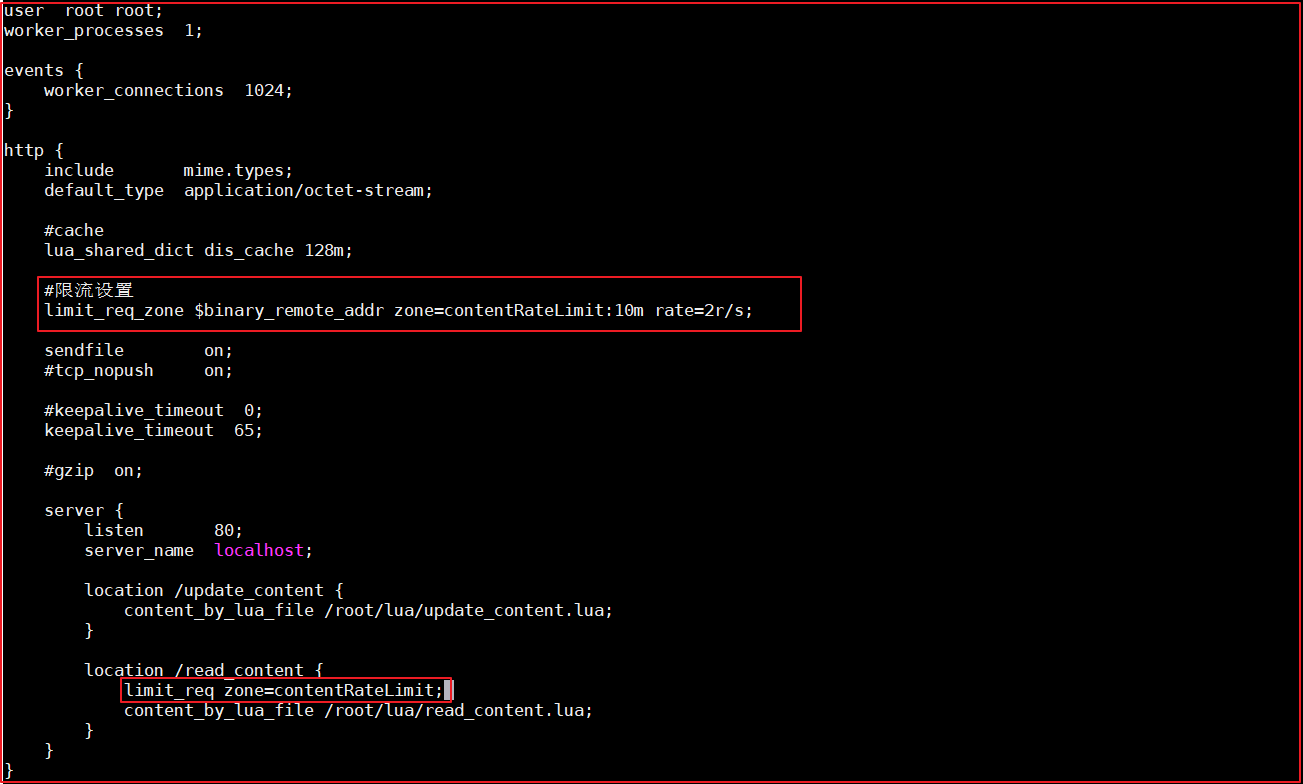 user  root root;
worker_processes  1;
events {
    worker_connections  1024;
}
http {
    include       mime.types;
    default_type  application/octet-stream;
    #cache
    lua_shared_dict dis_cache 128m;
    #限流设置
    limit_req_zone $binary_remote_addr zone=contentRateLimit:10m rate=2r/s;
    sendfile        on;
    #tcp_nopush     on;
    #keepalive_timeout  0;
    keepalive_timeout  65;
    #gzip  on;
    server {
        listen       80;
        server_name  localhost;
        location /update_content {
            content_by_lua_file /root/lua/update_content.lua;
        }
        location /read_content {
            limit_req zone=contentRateLimit;
            content_by_lua_file /root/lua/read_content.lua;
        }
    }
}